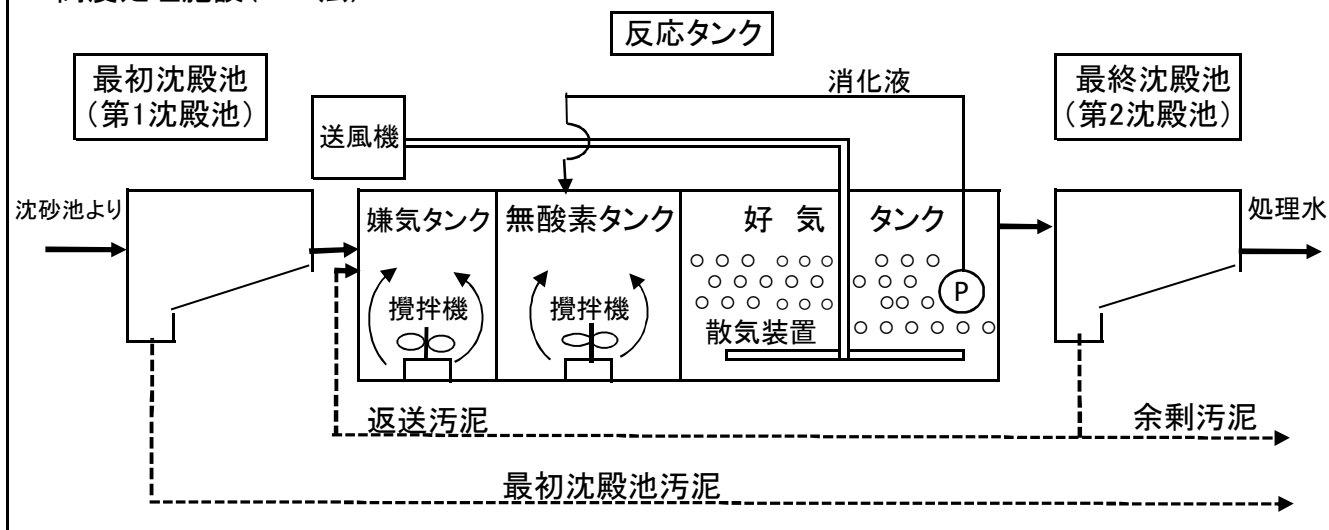 反応タンク
最初沈殿池
(第1沈殿池)
消化液
最終沈殿池
(第2沈殿池)
送風機
沈砂池より
嫌気タンク
無酸素タンク
好 気 タンク
処理水
攪拌機
攪拌機
P
散気装置
返送汚泥
余剰汚泥
最初沈殿池汚泥